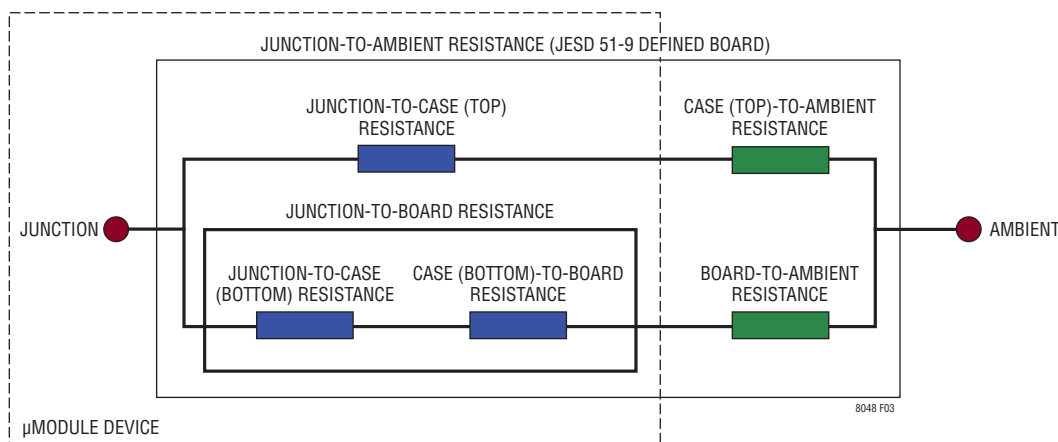 JUNCTION-TO-AMBIENT RESISTANCE (JESD 51-9 DEFINED BOARD)
JUNCTION-TO-CASE (TOP)
RESISTANCE
CASE (TOP)-TO-AMBIENT
RESISTANCE
JUNCTION-TO-BOARD RESISTANCE
JUNCTION
AMBIENT
JUNCTION-TO-CASE
(BOTTOM) RESISTANCE
CASE (BOTTOM)-TO-BOARD
RESISTANCE
BOARD-TO-AMBIENT
RESISTANCE
8048 F03
µMODULE DEVICE